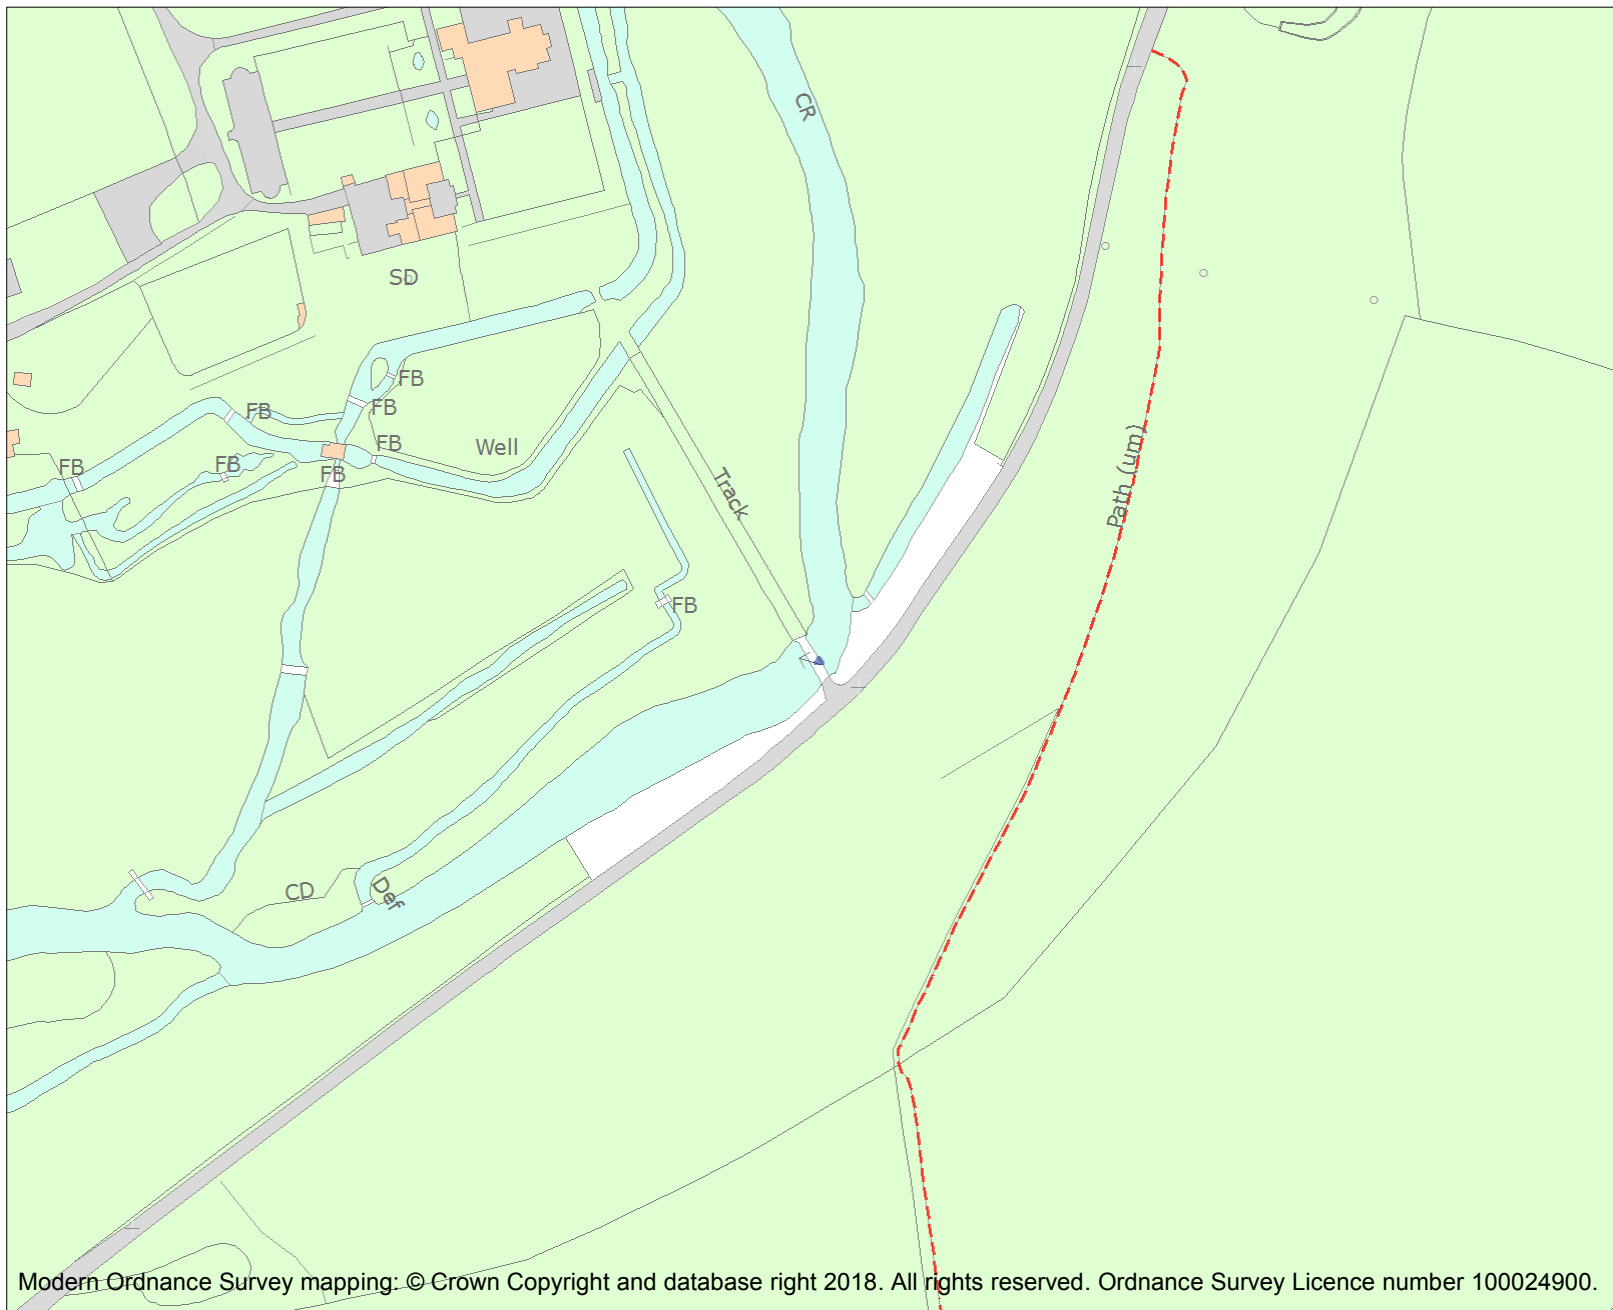 CR
SD
FB
FB
FB
FB
Well
FB
FB
FB
Track
Path (um)
FB
CD
Def
Modern Ordnance Survey mapping: © Crown Copyright and database right 2018. All rights reserved. Ordnance Survey Licence number 100024900.